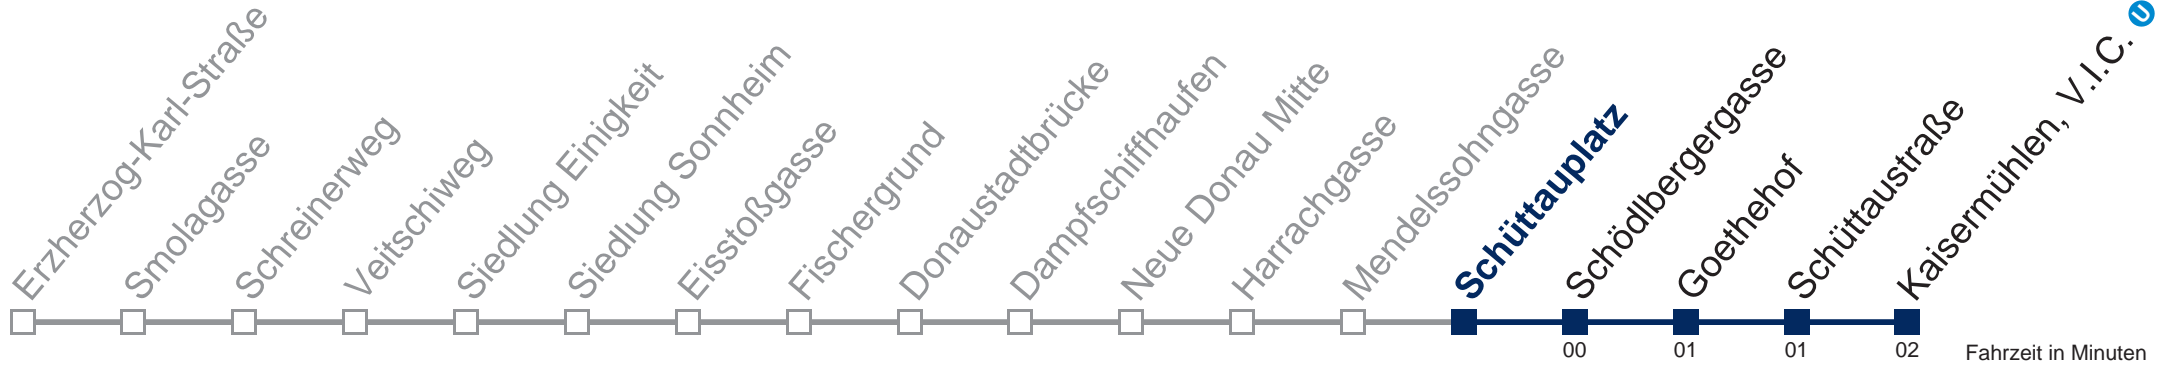 Erzherzog-Karl-Straße
Smolagasse
Schreinerweg
Veitschiweg
Siedlung Einigkeit
Siedlung Sonnheim
Eisstoßgasse
Fischergrund
Donaustadtbrücke
Dampfschiffhaufen
Neue Donau Mitte
Harrachgasse
Mendelssohngasse
Schüttauplatz
Schödlbergergasse
Goethehof
Schüttaustraße
Kaisermühlen, V.I.C. U
00 01 01 02
Fahrzeit in Minuten